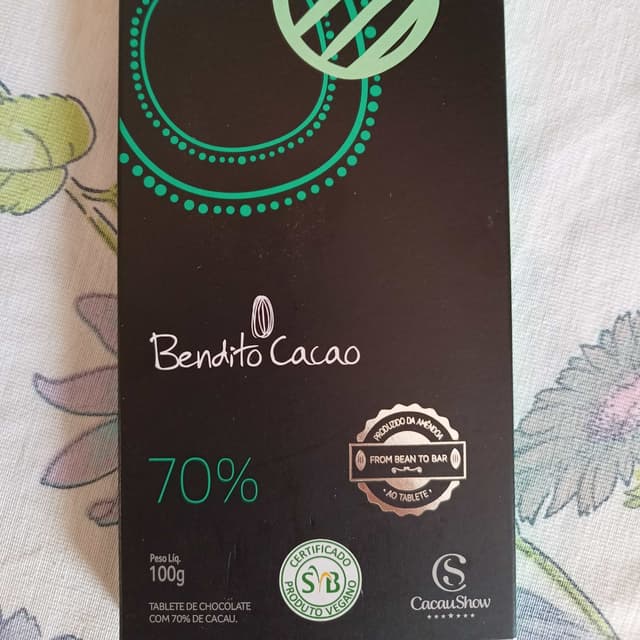 Bendito Cacao
PRODUZIDO DA AMÊNDOA
FROM BEAN TO BAR
• AO TABLETE •
70%
Peso Líq.
100g
TABLETE DE CHOCOLATE
COM 70% DE CACAU.
CERTIFICADO
SVB
PRODUTO VEGANO
CS
CacauShow